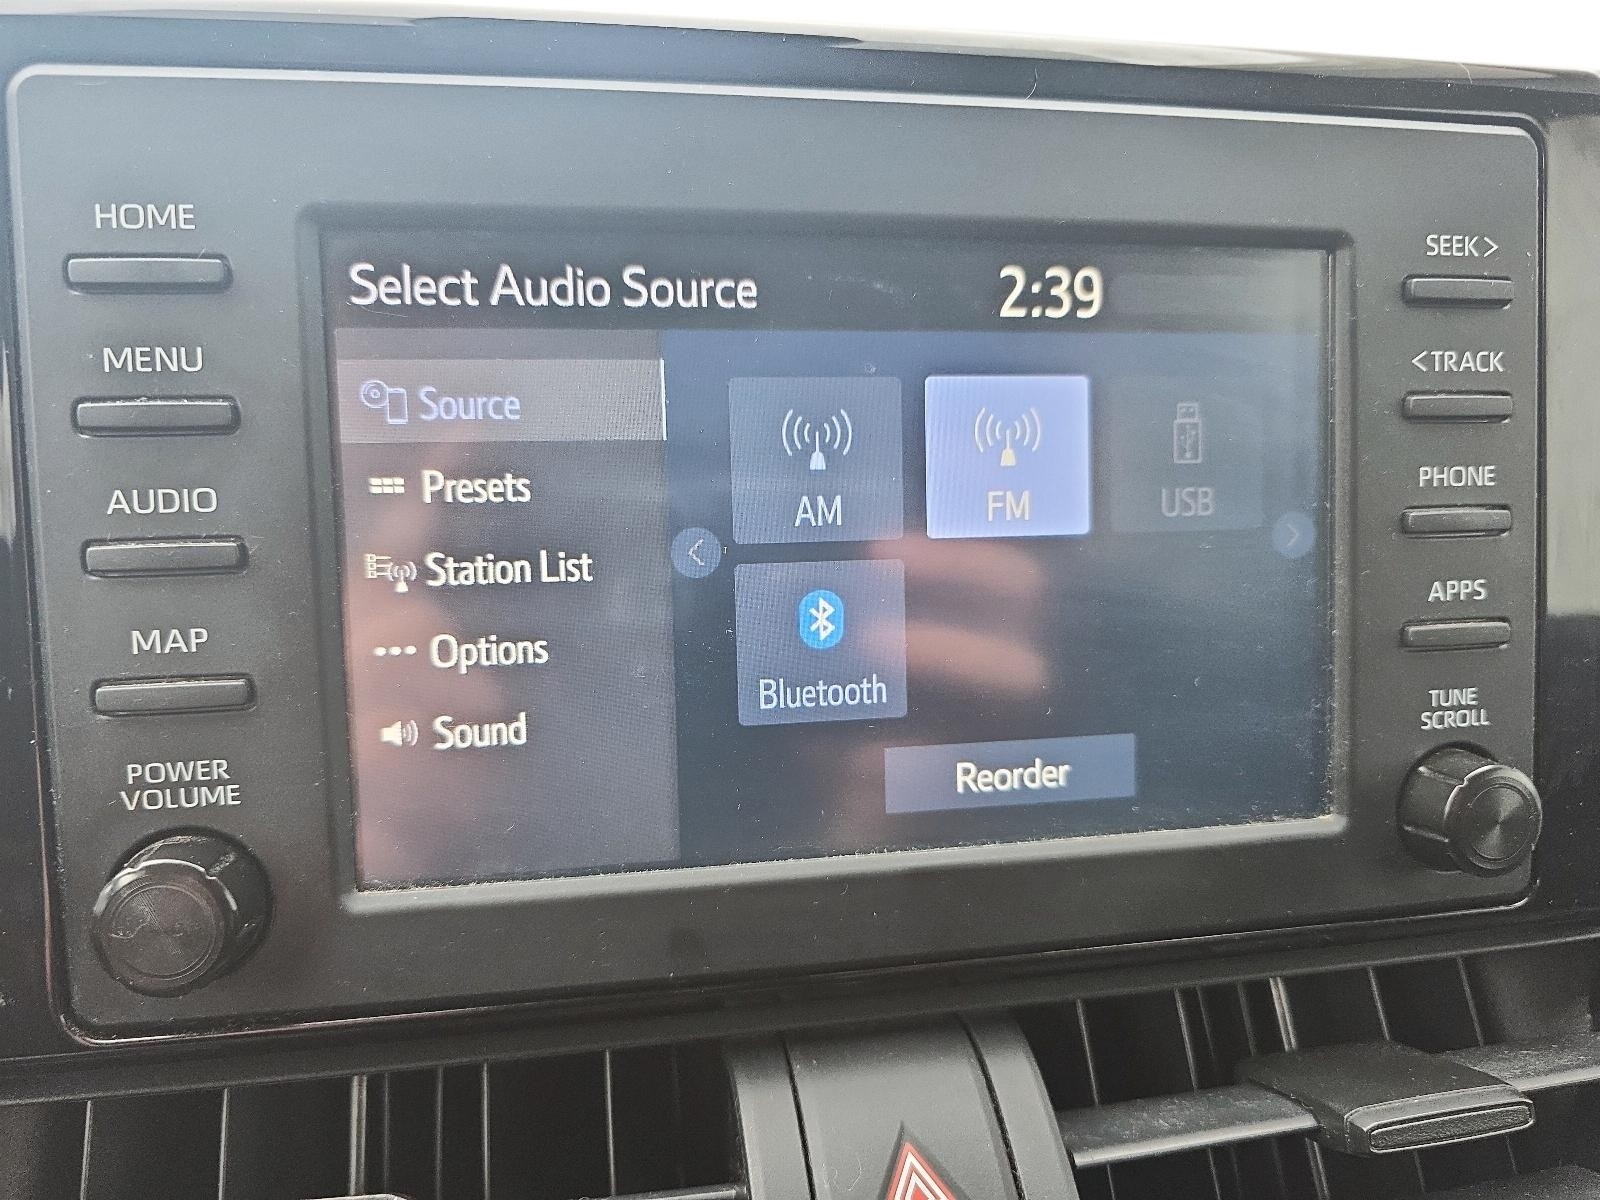 HOME
MENU
AUDIO
MAP
POWER
VOLUME
Select Audio Source
2:39
Source
Presets
Station List
Options
Sound
AM
FM
USB
Bluetooth
Reorder
SEEK>
<TRACK
PHONE
APPS
TUNE
SCROLL